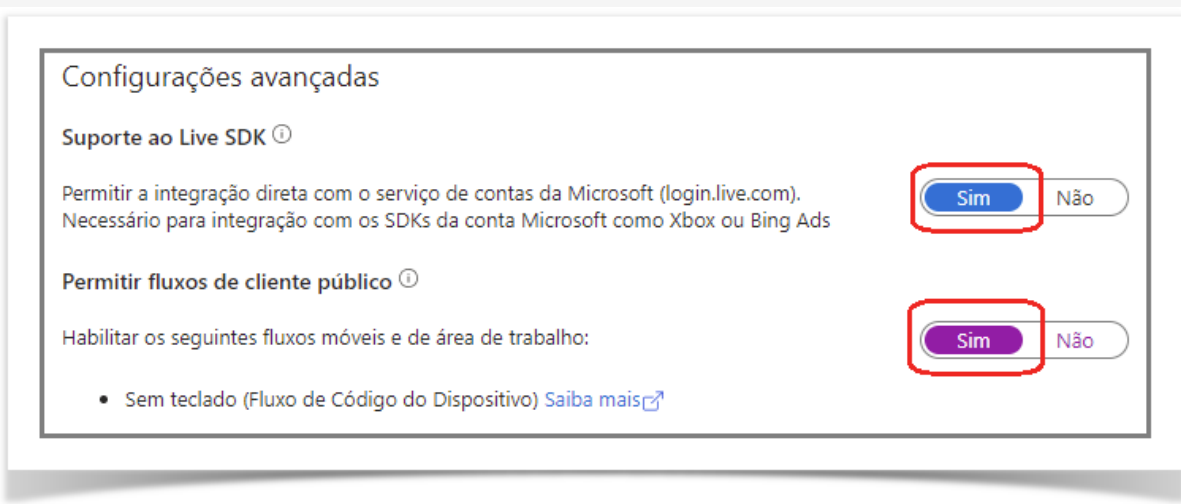 Configurações avançadas
Suporte ao Live SDK
Permitir a integração direta com o serviço de contas da Microsoft (login.live.com).
Necessário para integração com os SDKs da conta Microsoft como Xbox ou Bing Ads
Sim Não
Permitir fluxos de cliente público
Habilitar os seguintes fluxos móveis e de área de trabalho:
Sim Não
• Sem teclado (Fluxo de Código do Dispositivo) Saiba mais